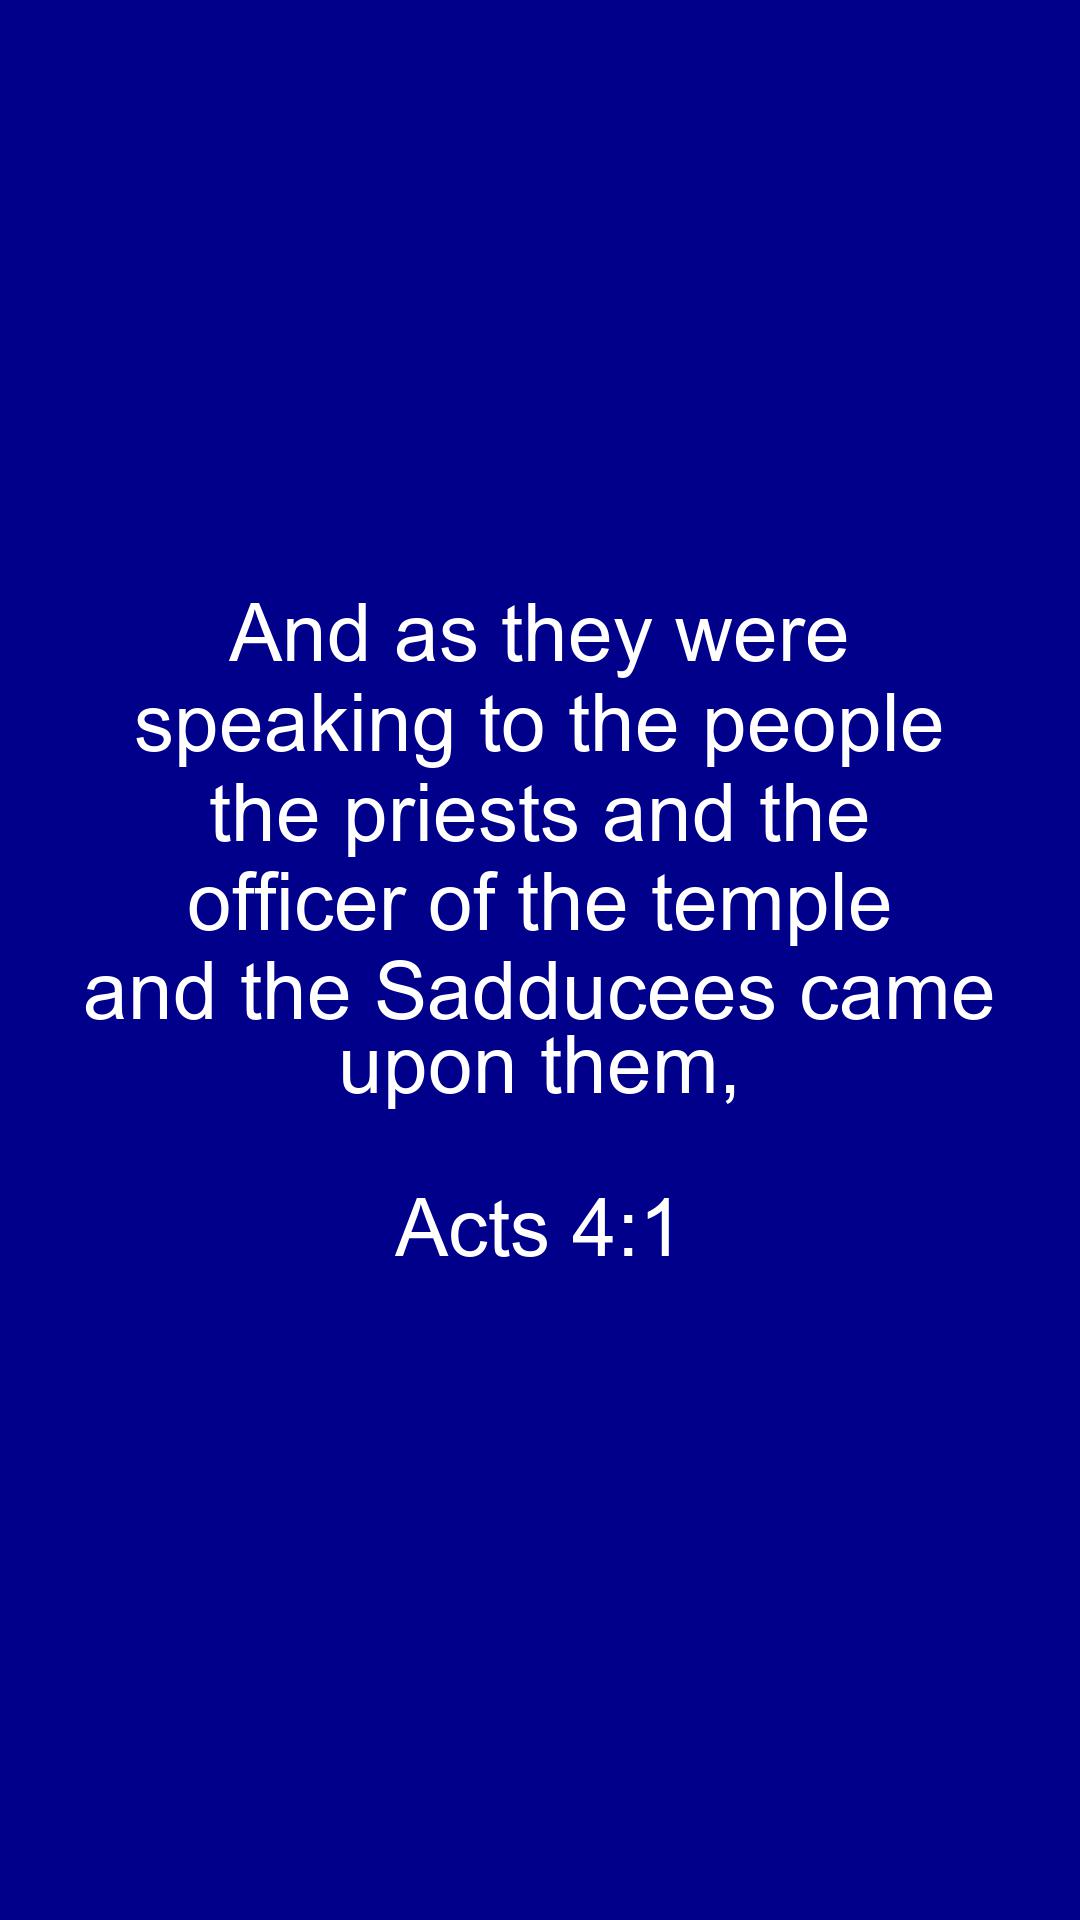 And as they were
speaking to the people
the priests and the
officer of the temple
and the Sadducees came
upon them,
Acts 4:1